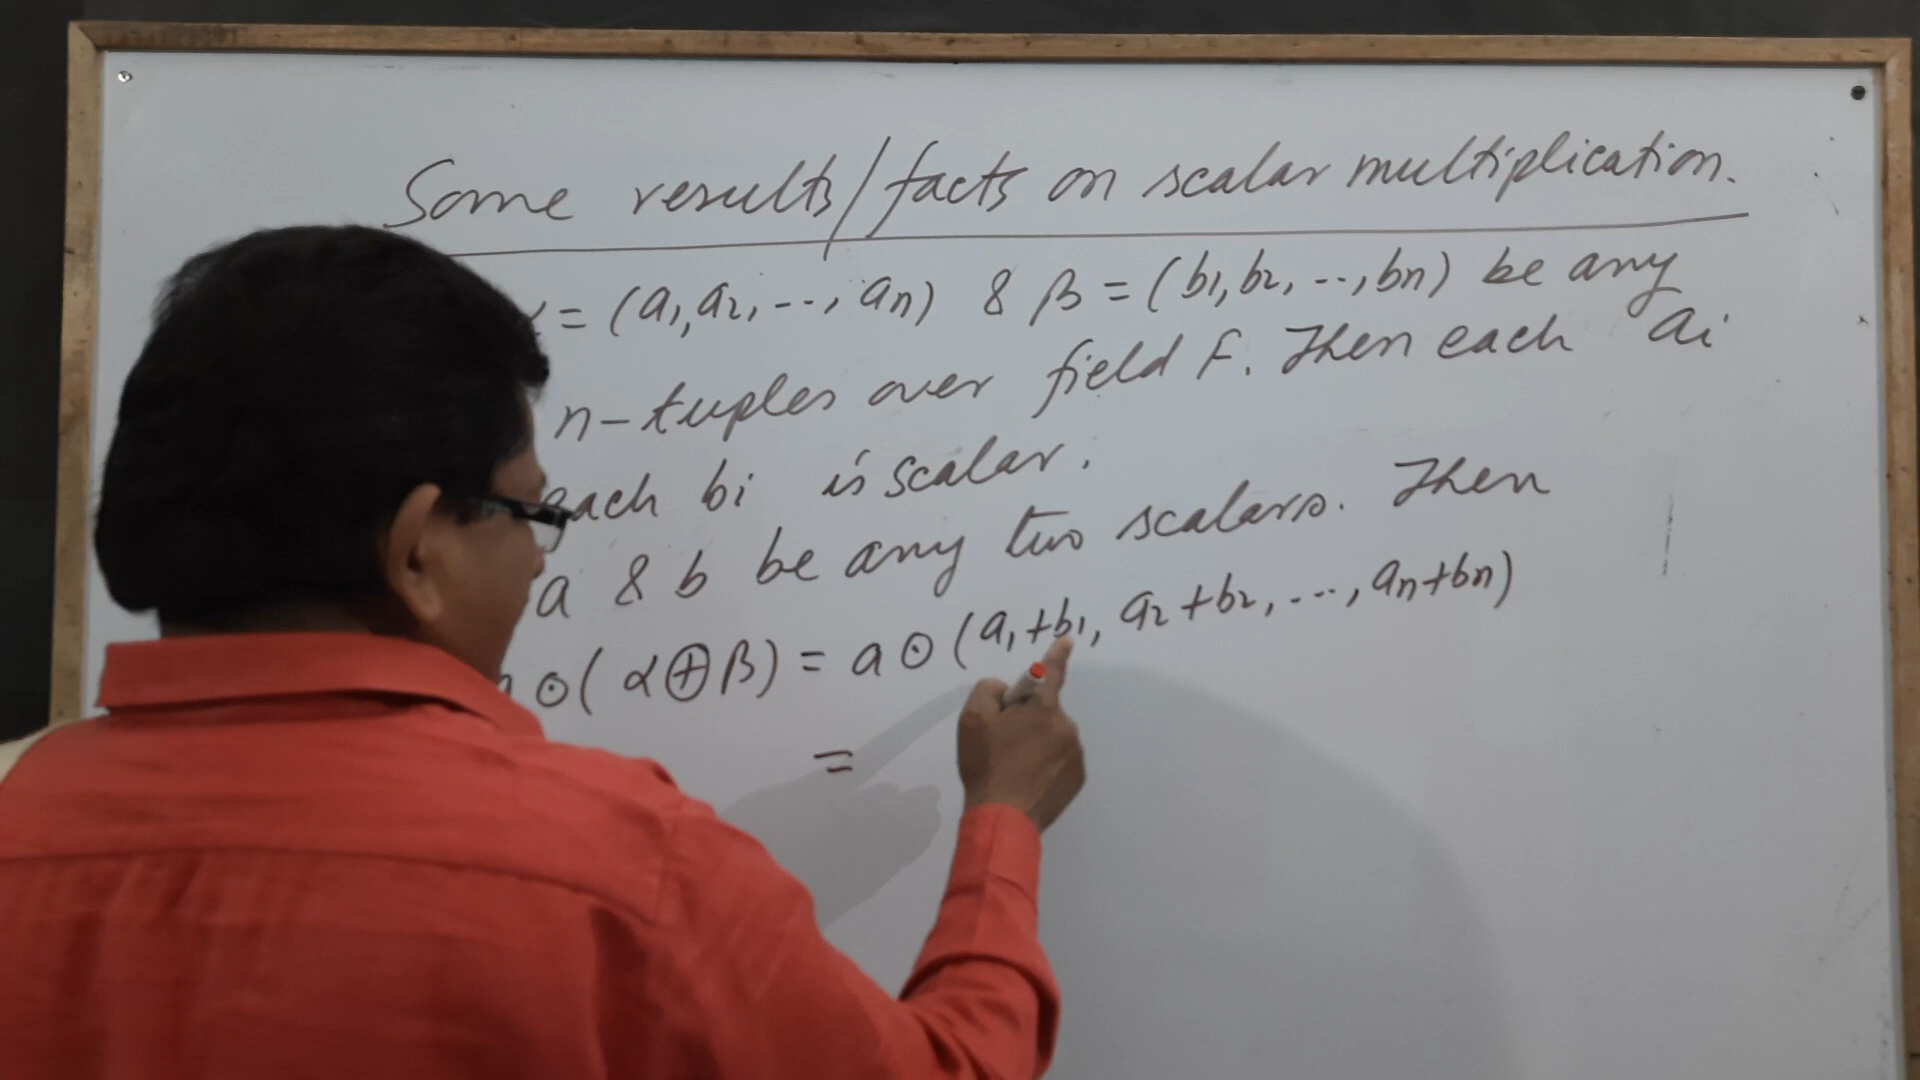 Some results/facts on scalar multiplication.
α = (a1, a2, ---, an) & β = (b1, b2, --, bn) be any
n-tuples over field F. Then each ai
each bi is scalar.
a & b be any two scalars. Then
a ⊙ ( α ⊕ β) = a ⊙ (a1+b1, a2+b2, ---, an+bn)
=